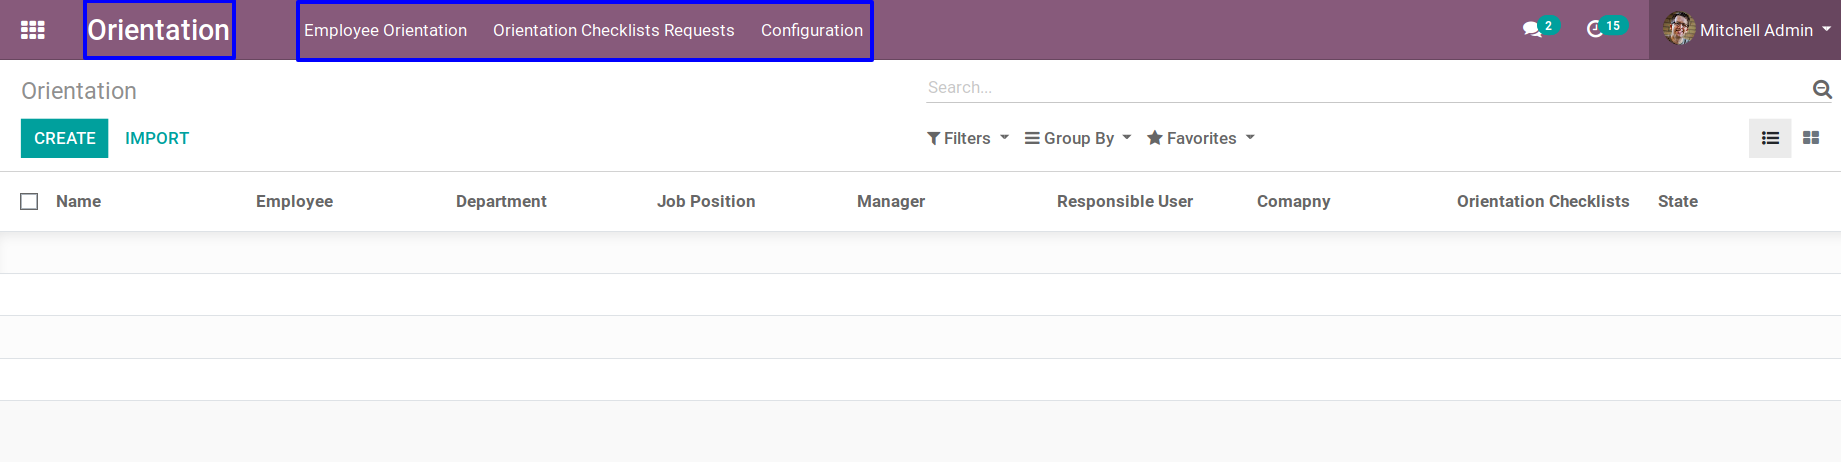 Orientation Employee Orientation Orientation Checklists Requests Configuration 2 15 Mitchell Admin
Orientation Search...
CREATE IMPORT Filters Group By Favorites
Name Employee Department Job Position Manager Responsible User Comapny Orientation Checklists State